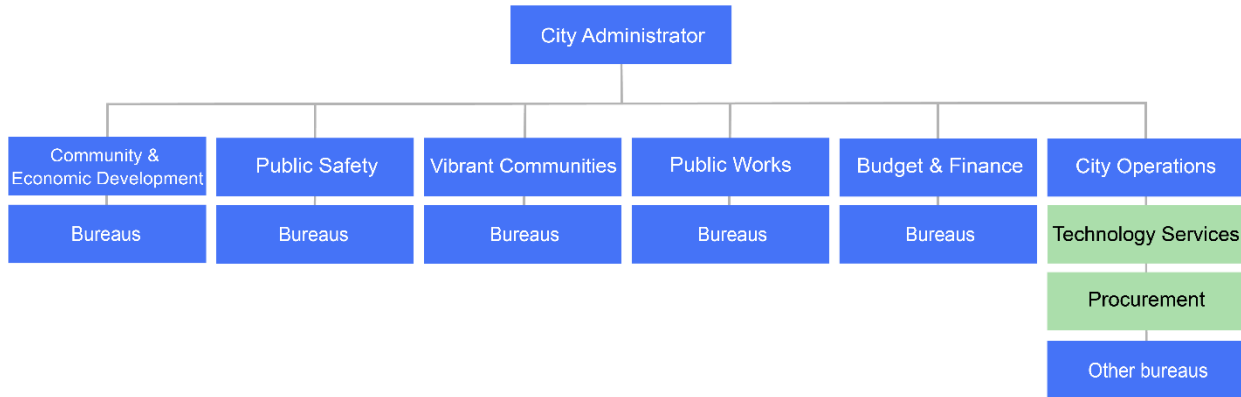 City Administrator
Community &
Economic Development
Public Safety
Vibrant Communities
Public Works
Budget & Finance
City Operations
Bureaus
Bureaus
Bureaus
Bureaus
Bureaus
Technology Services
Procurement
Other bureaus